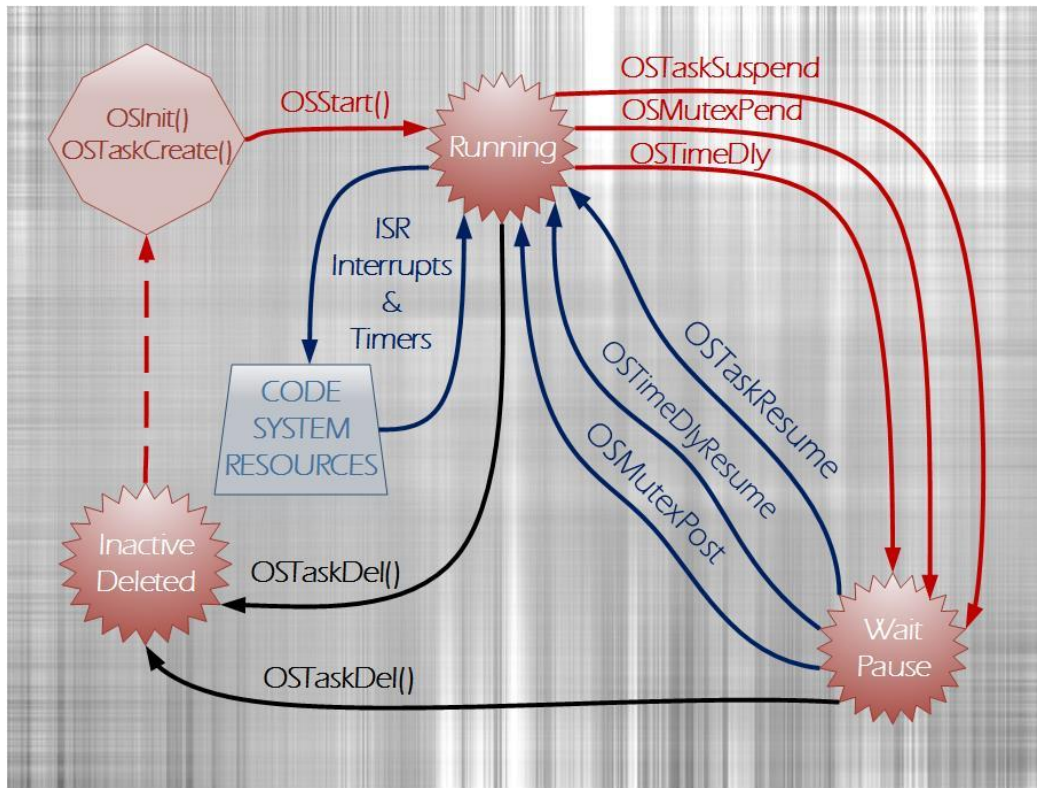 OSInit()
OSTaskCreate()
OSStart()
Running
OSTaskSuspend
OSMutexPend
OSTimeDly
ISR
Interrupts
&
Timers
CODE
SYSTEM
RESOURCES
OSTaskResume
OSTimeDlyResume
OSMutexPost
Inactive
Deleted
OSTaskDel()
Wait
Pause
OSTaskDel()